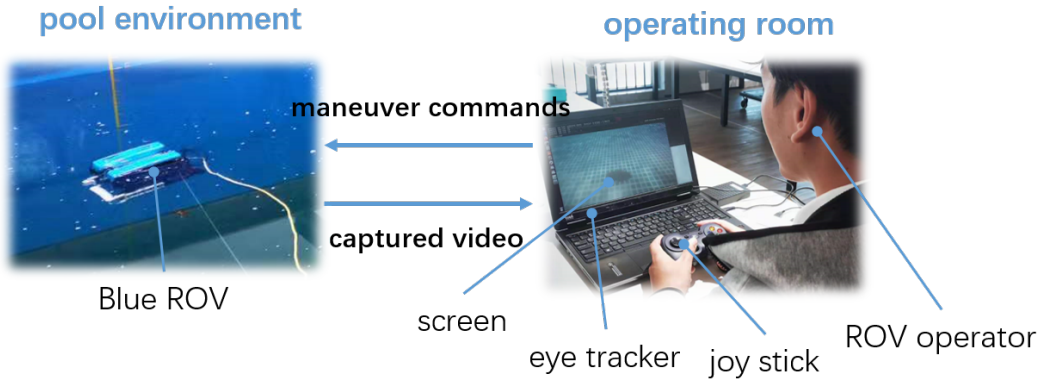 pool environment
operating room
maneuver commands
captured video
Blue ROV
screen
eye tracker
joy stick
ROV operator